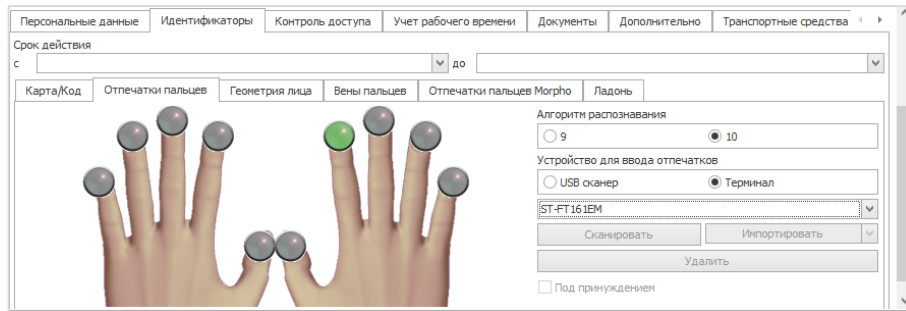 Персональные данные Идентификаторы Контроль доступа Учет рабочего времени Документы Дополнительно Транспортные средства
Срок действия
с до
Карта/Код Отпечатки пальцев Геометрия лица Вены пальцев Отпечатки пальцев Morpho Ладонь
Алгоритм распознавания
9 10
Устройство для ввода отпечатков
USB сканер Терминал
ST-FT161EM
Сканировать Импортировать
Удалить
Под принуждением